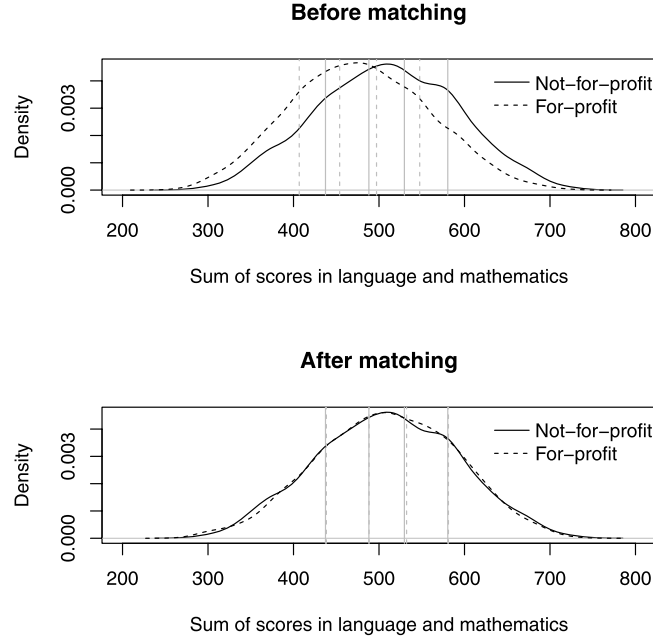 Before matching
Density
0.000
0.003
Not−for−profit
For−profit
200 300 400 500 600 700 800
Sum of scores in language and mathematics
After matching
Density
0.000
0.003
Not−for−profit
For−profit
200 300 400 500 600 700 800
Sum of scores in language and mathematics